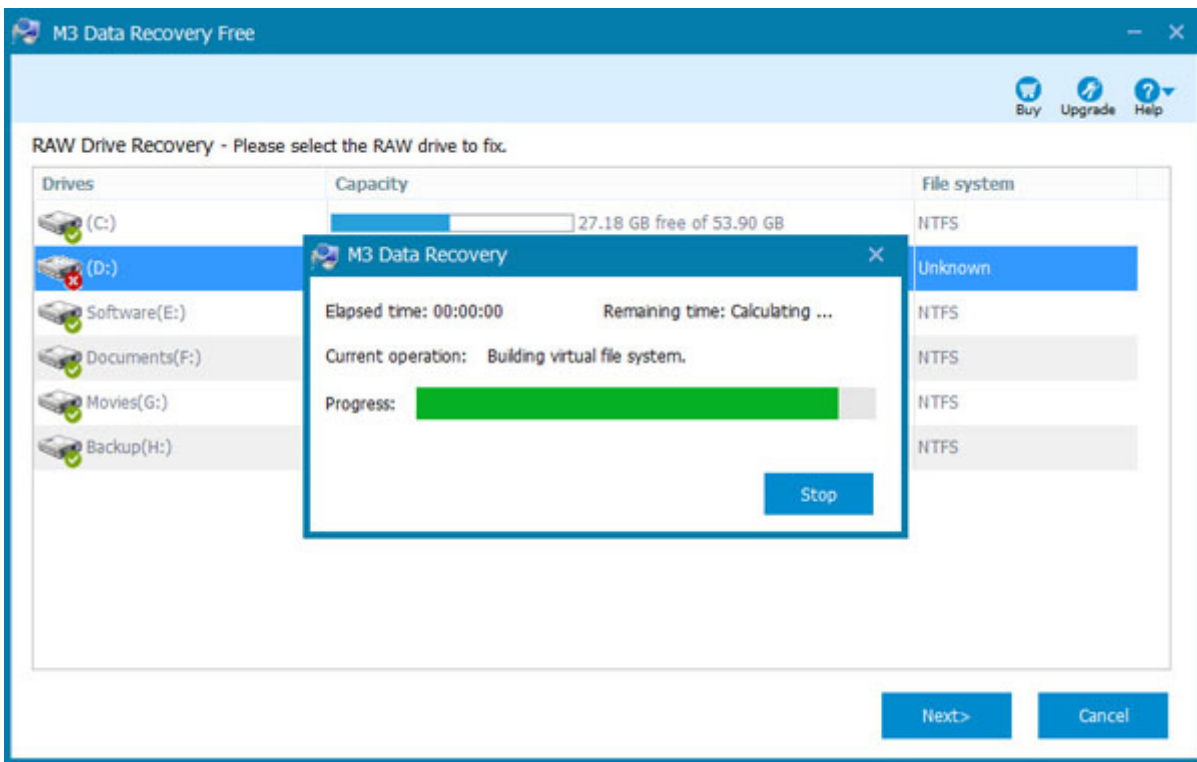 M3 Data Recovery Free
Buy Upgrade Help
RAW Drive Recovery - Please select the RAW drive to fix.
Drives Capacity File system
(C:) 27.18 GB free of 53.90 GB NTFS
(D:) Unknown
Software(E:) NTFS
Documents(F:) NTFS
Movies(G:) NTFS
Backup(H:) NTFS
M3 Data Recovery
Elapsed time: 00:00:00 Remaining time: Calculating ...
Current operation: Building virtual file system.
Progress:
Stop
Next> Cancel